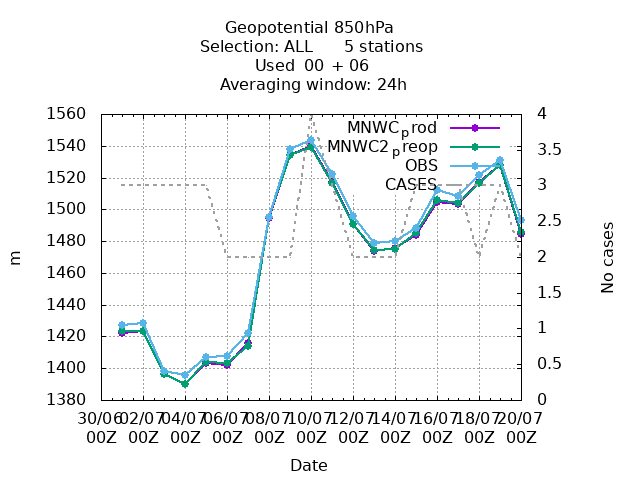 Geopotential 850hPa
Selection: ALL 5 stations
Used 00 + 06
Averaging window: 24h
MNWCprod
MNWC2preop
OBS
CASES
1560
1540
1520
1500
1480
1460
1440
1420
1400
1380
m
4
3.5
3
2.5
2
1.5
1
0.5
0
No cases
30/06 02/07 04/07 06/07 08/07 10/07 12/07 14/07 16/07 18/07 20/07
00Z 00Z 00Z 00Z 00Z 00Z 00Z 00Z 00Z 00Z 00Z
Date